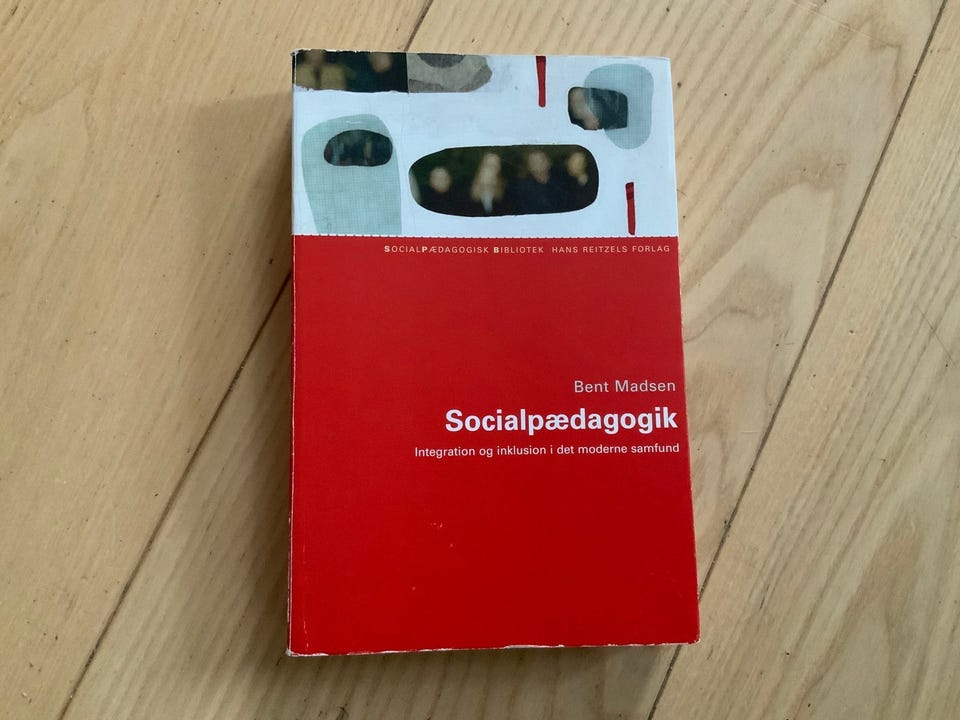 SOCIALPÆDAGOGISK BIBLIOTEK HANS REITZELS FORLAG
Bent Madsen
Socialpædagogik
Integration og inklusion i det moderne samfund